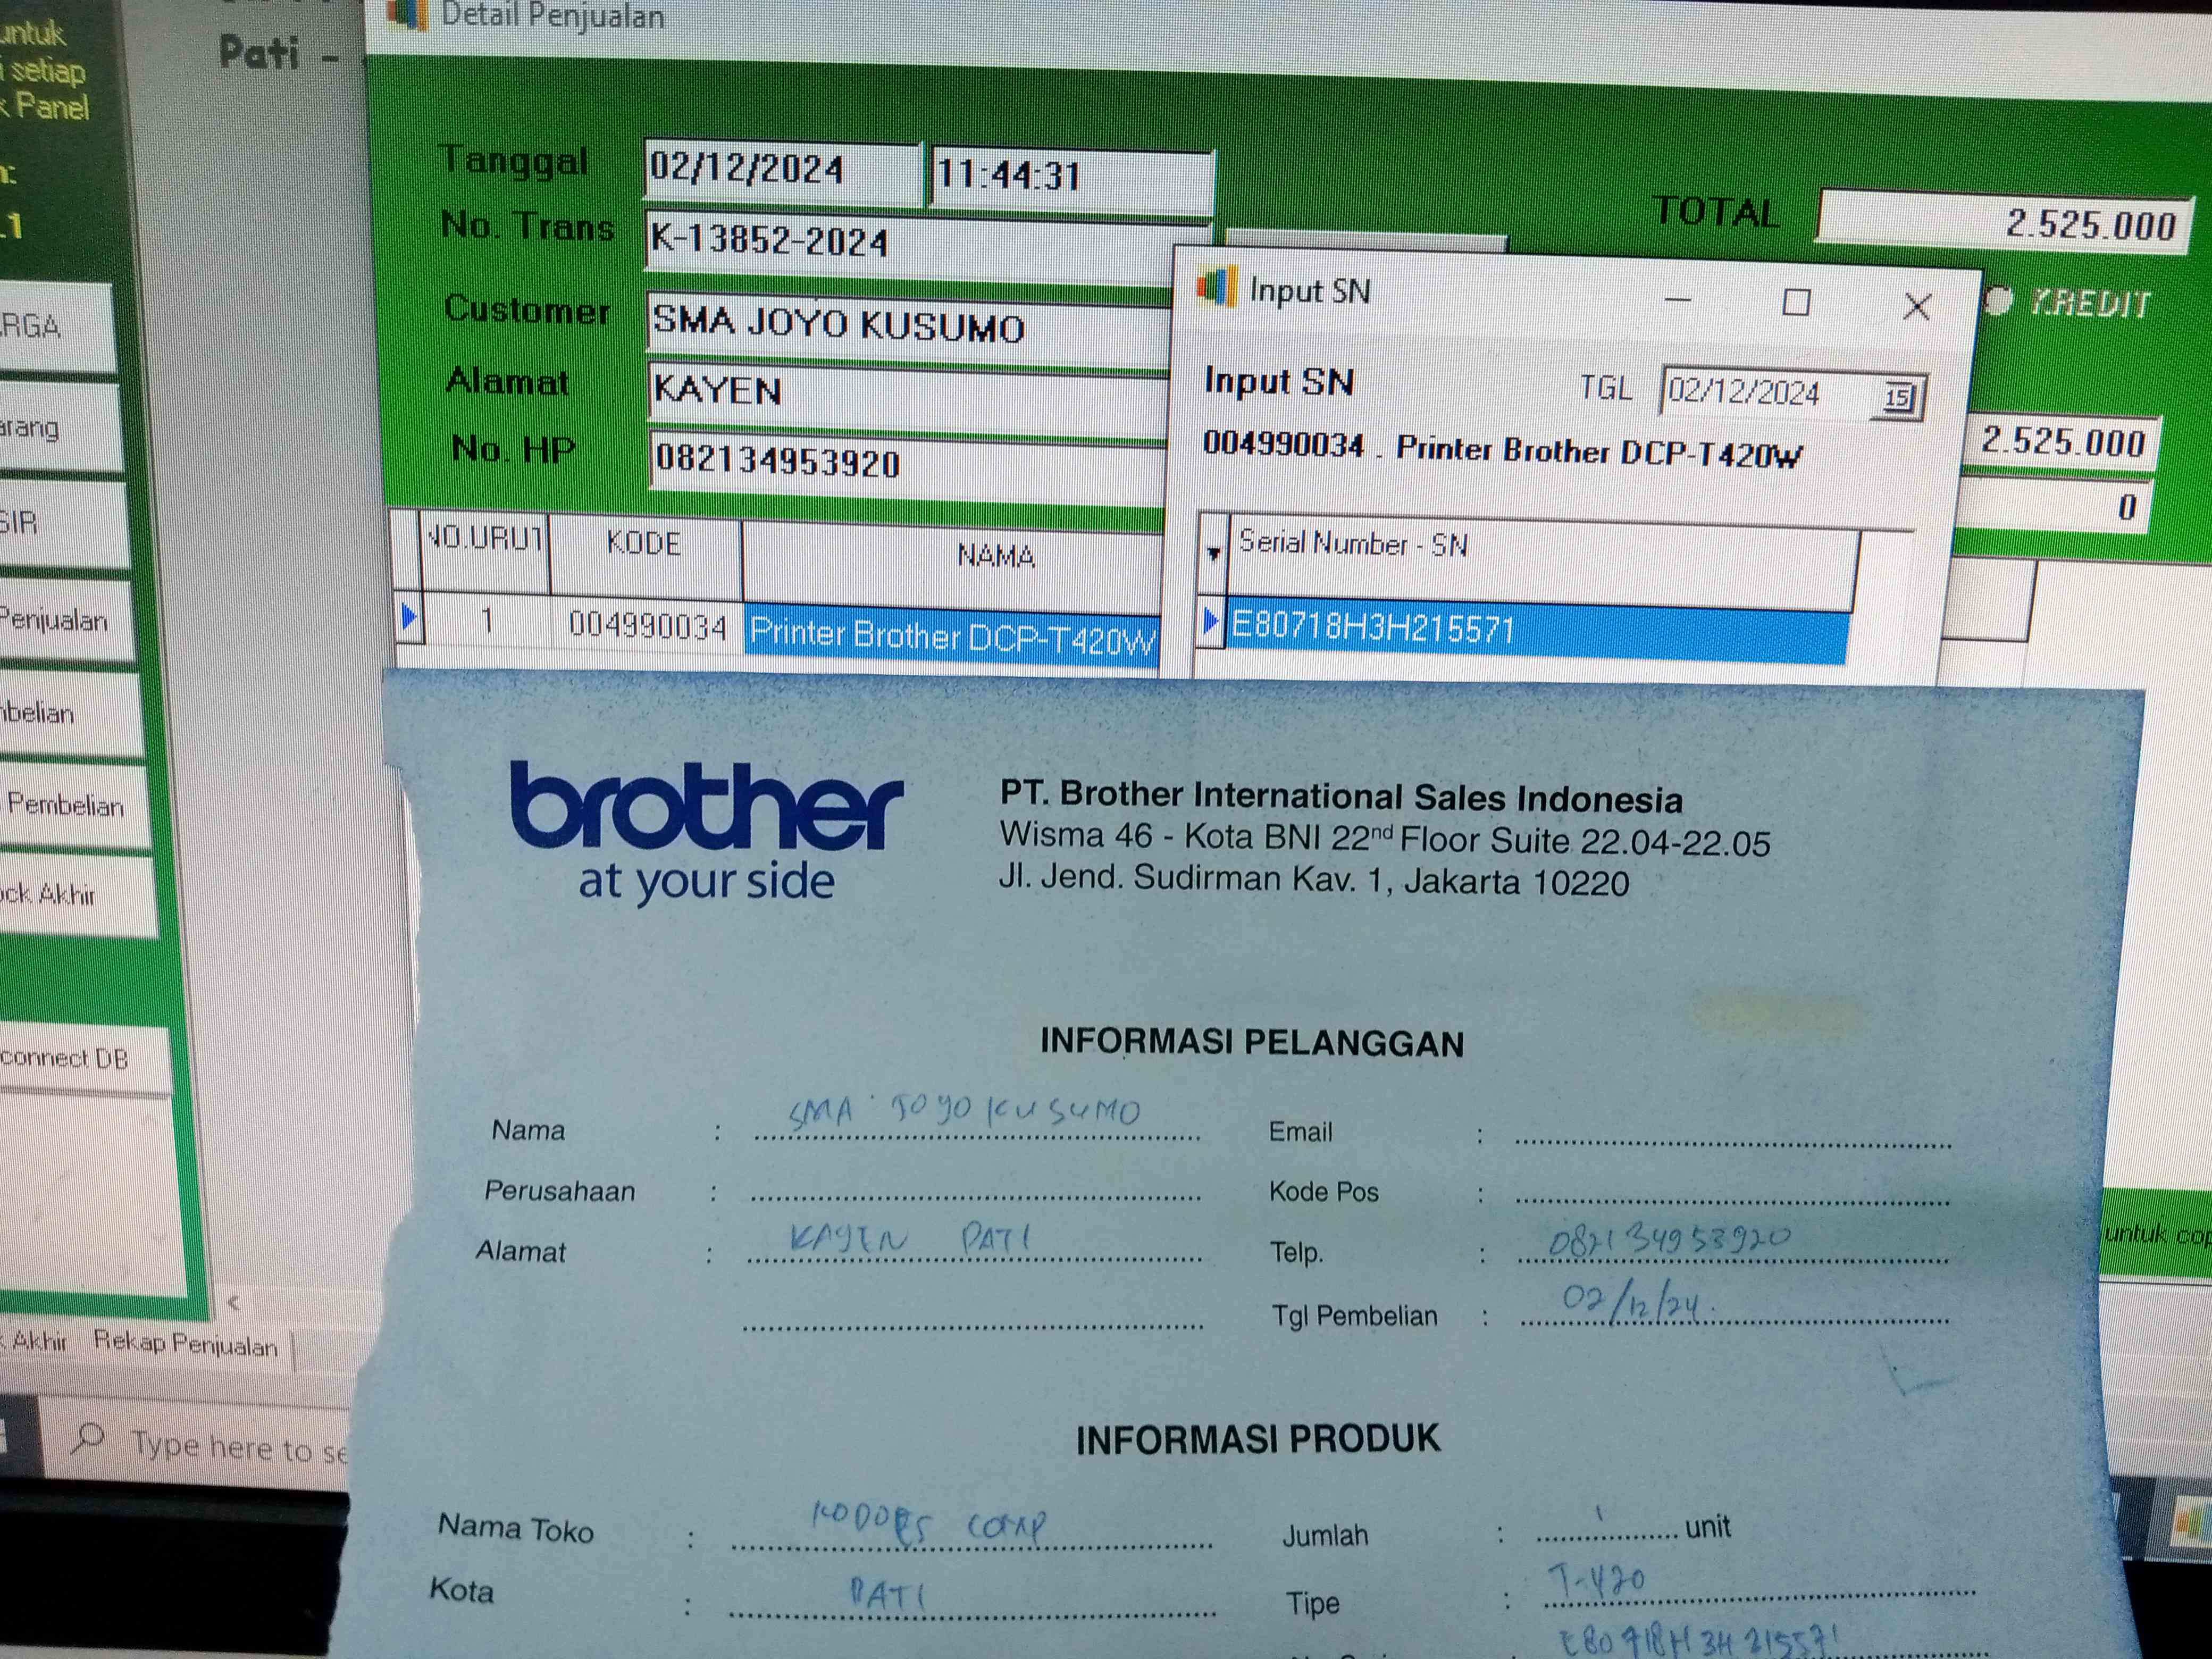 untuk
setiap
Panel
.1
RGA
arang
SIR
Penjualan
belian
Pembelian
ock Akhir
connect DB
Pati -
Detail Penjualan
Tanggal 02/12/2024 11:44:31
No. Trans K-13852-2024
Customer SMA JOYO KUSUMO
Alamat KAYEN
No. HP 082134953920
TOTAL 2.525.000
KREDIT
2.525.000
0
NO.URUT KODE NAMA
1 004990034 Printer Brother DCP-T420W
Input SN
Input SN TGL 02/12/2024 15
004990034 . Printer Brother DCP-T420W
Serial Number - SN
E80718H3H215571
brother
at your side
PT. Brother International Sales Indonesia
Wisma 46 - Kota BNI 22nd Floor Suite 22.04-22.05
Jl. Jend. Sudirman Kav. 1, Jakarta 10220
INFORMASI PELANGGAN
Nama : SMA JOYO KUSUMO
Email :
Perusahaan :
Kode Pos :
Alamat : KAYEN PATI
Telp. : 082134953920
Tgl Pembelian : 02/12/24.
INFORMASI PRODUK
Nama Toko : COMP
Jumlah : 1 unit
Kota : PATI
Tipe : T-420
E80718H3H215571
untuk cop
Akhir Rekap Penjualan
Type here to se